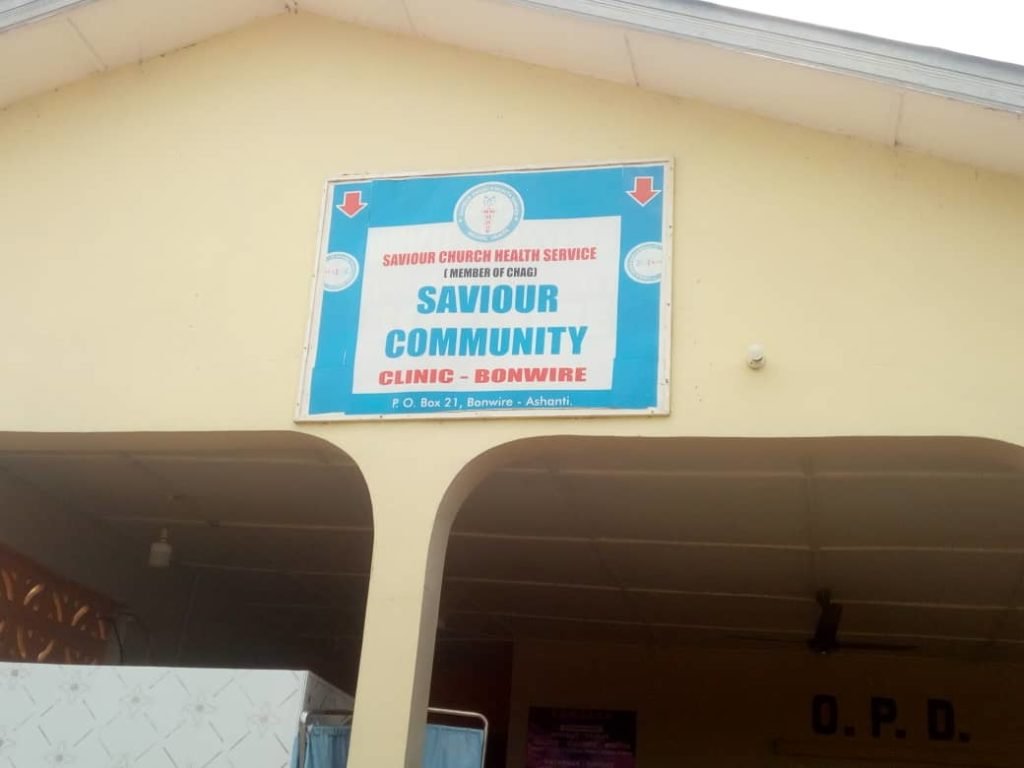 SAVIOUR CHURCH HEALTH SERVICE
( MEMBER OF CHAG)
SAVIOUR
COMMUNITY
CLINIC - BONWIRE
P. O. Box 21, Bonwire - Ashanti.
O. P. D.